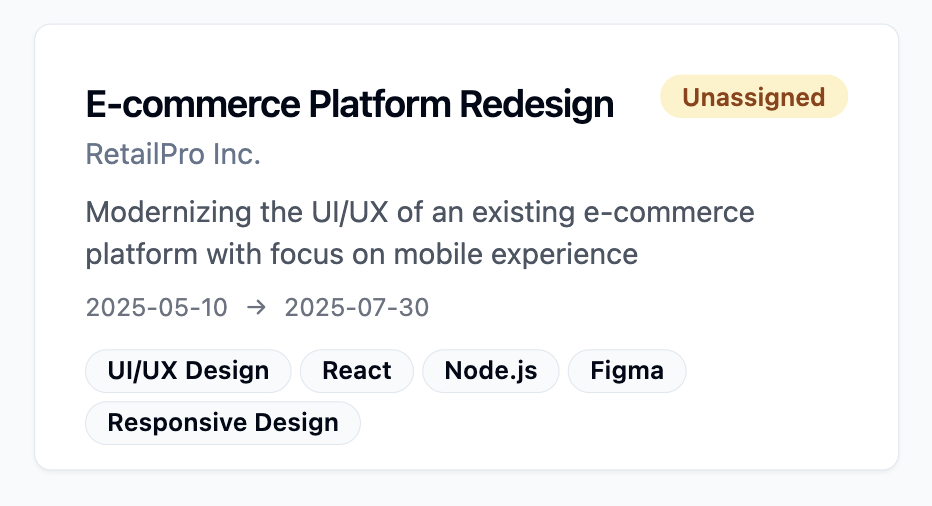 E-commerce Platform Redesign
Unassigned
RetailPro Inc.
Modernizing the UI/UX of an existing e-commerce
platform with focus on mobile experience
2025-05-10 → 2025-07-30
UI/UX Design React Node.js Figma
Responsive Design